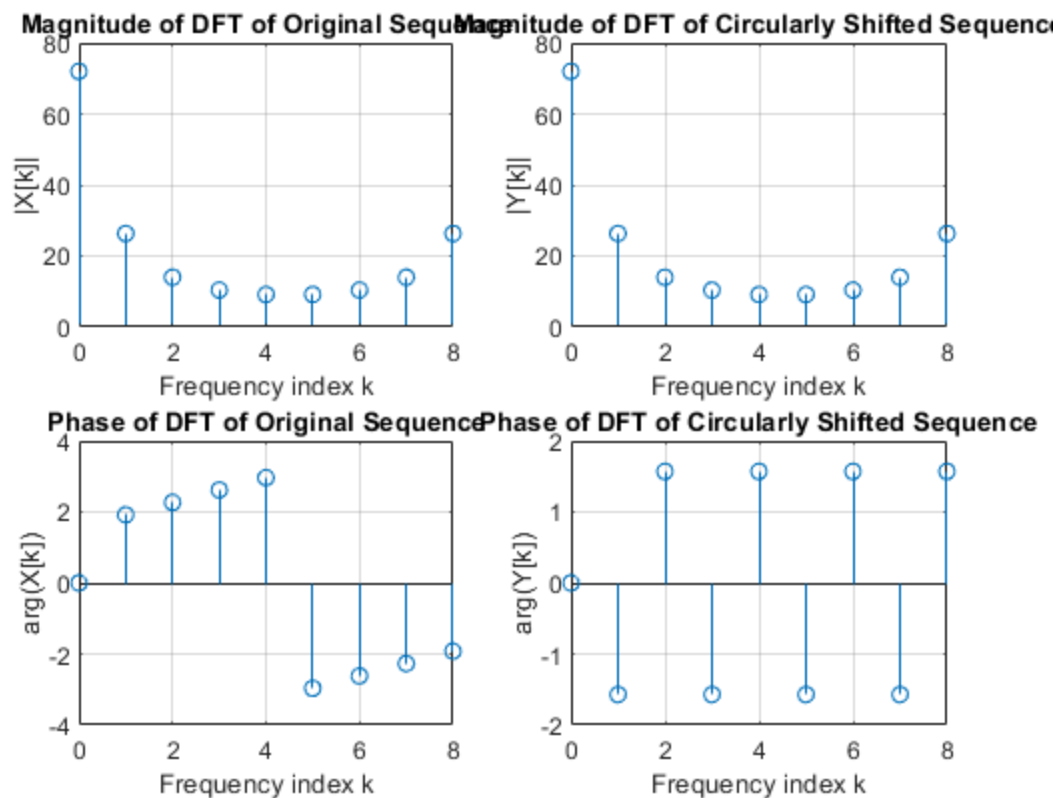 Magnitude of DFT of Original Sequence
80
60
40
20
0
|X[k]|
0 2 4 6 8
Frequency index k
Magnitude of DFT of Circularly Shifted Sequence
80
60
40
20
0
|Y[k]|
0 2 4 6 8
Frequency index k
Phase of DFT of Original Sequence
4
2
0
-2
-4
arg(X[k])
0 2 4 6 8
Frequency index k
Phase of DFT of Circularly Shifted Sequence
2
1
0
-1
-2
arg(Y[k])
0 2 4 6 8
Frequency index k